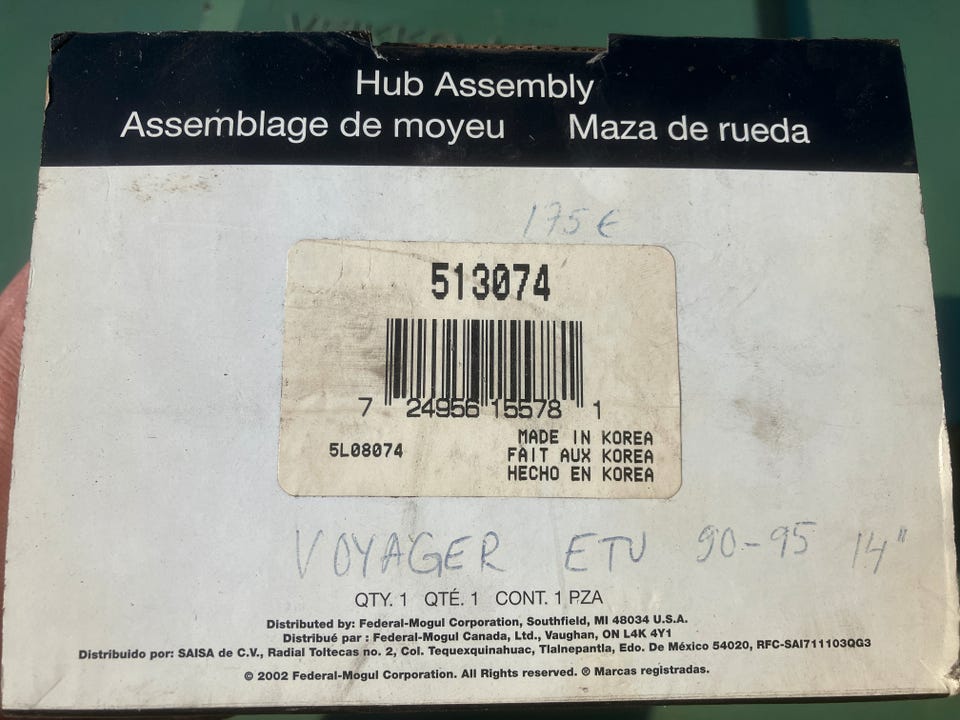 Hub Assembly
Assemblage de moyeu Maza de rueda
175 €
513074
7 24956 15578 1
5L08074
MADE IN KOREA
FAIT AUX KOREA
HECHO EN KOREA
VOYAGER ETU 90-95 14"
QTY. 1 QTÉ. 1 CONT. 1 PZA
Distributed by: Federal-Mogul Corporation, Southfield, MI 48034 U.S.A.
Distribué par : Federal-Mogul Canada, Ltd., Vaughan, ON L4K 4Y1
Distribuido por: SAISA de C.V., Radial Toltecas no. 2, Col. Tequexquinahuac, Tlalnepantla, Edo. De México 54020, RFC-SAI711103QG3
© 2002 Federal-Mogul Corporation. All Rights reserved. ® Marcas registradas.